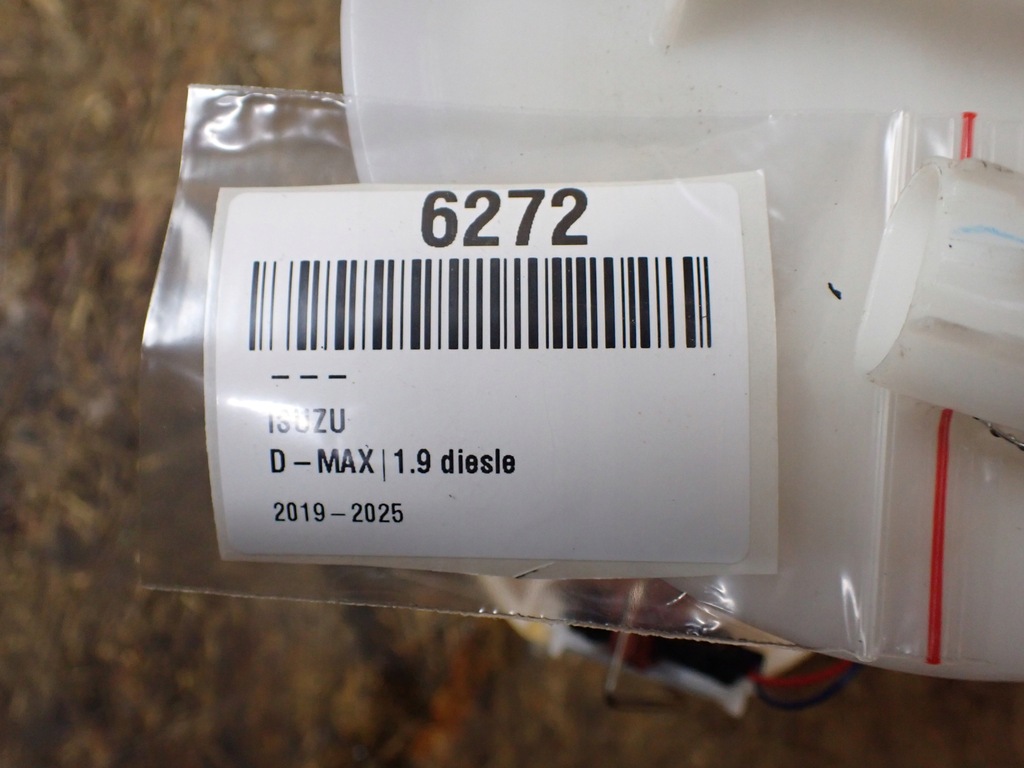 6272
---
ISUZU
D-MAX|1.9 diesle
2019-2025